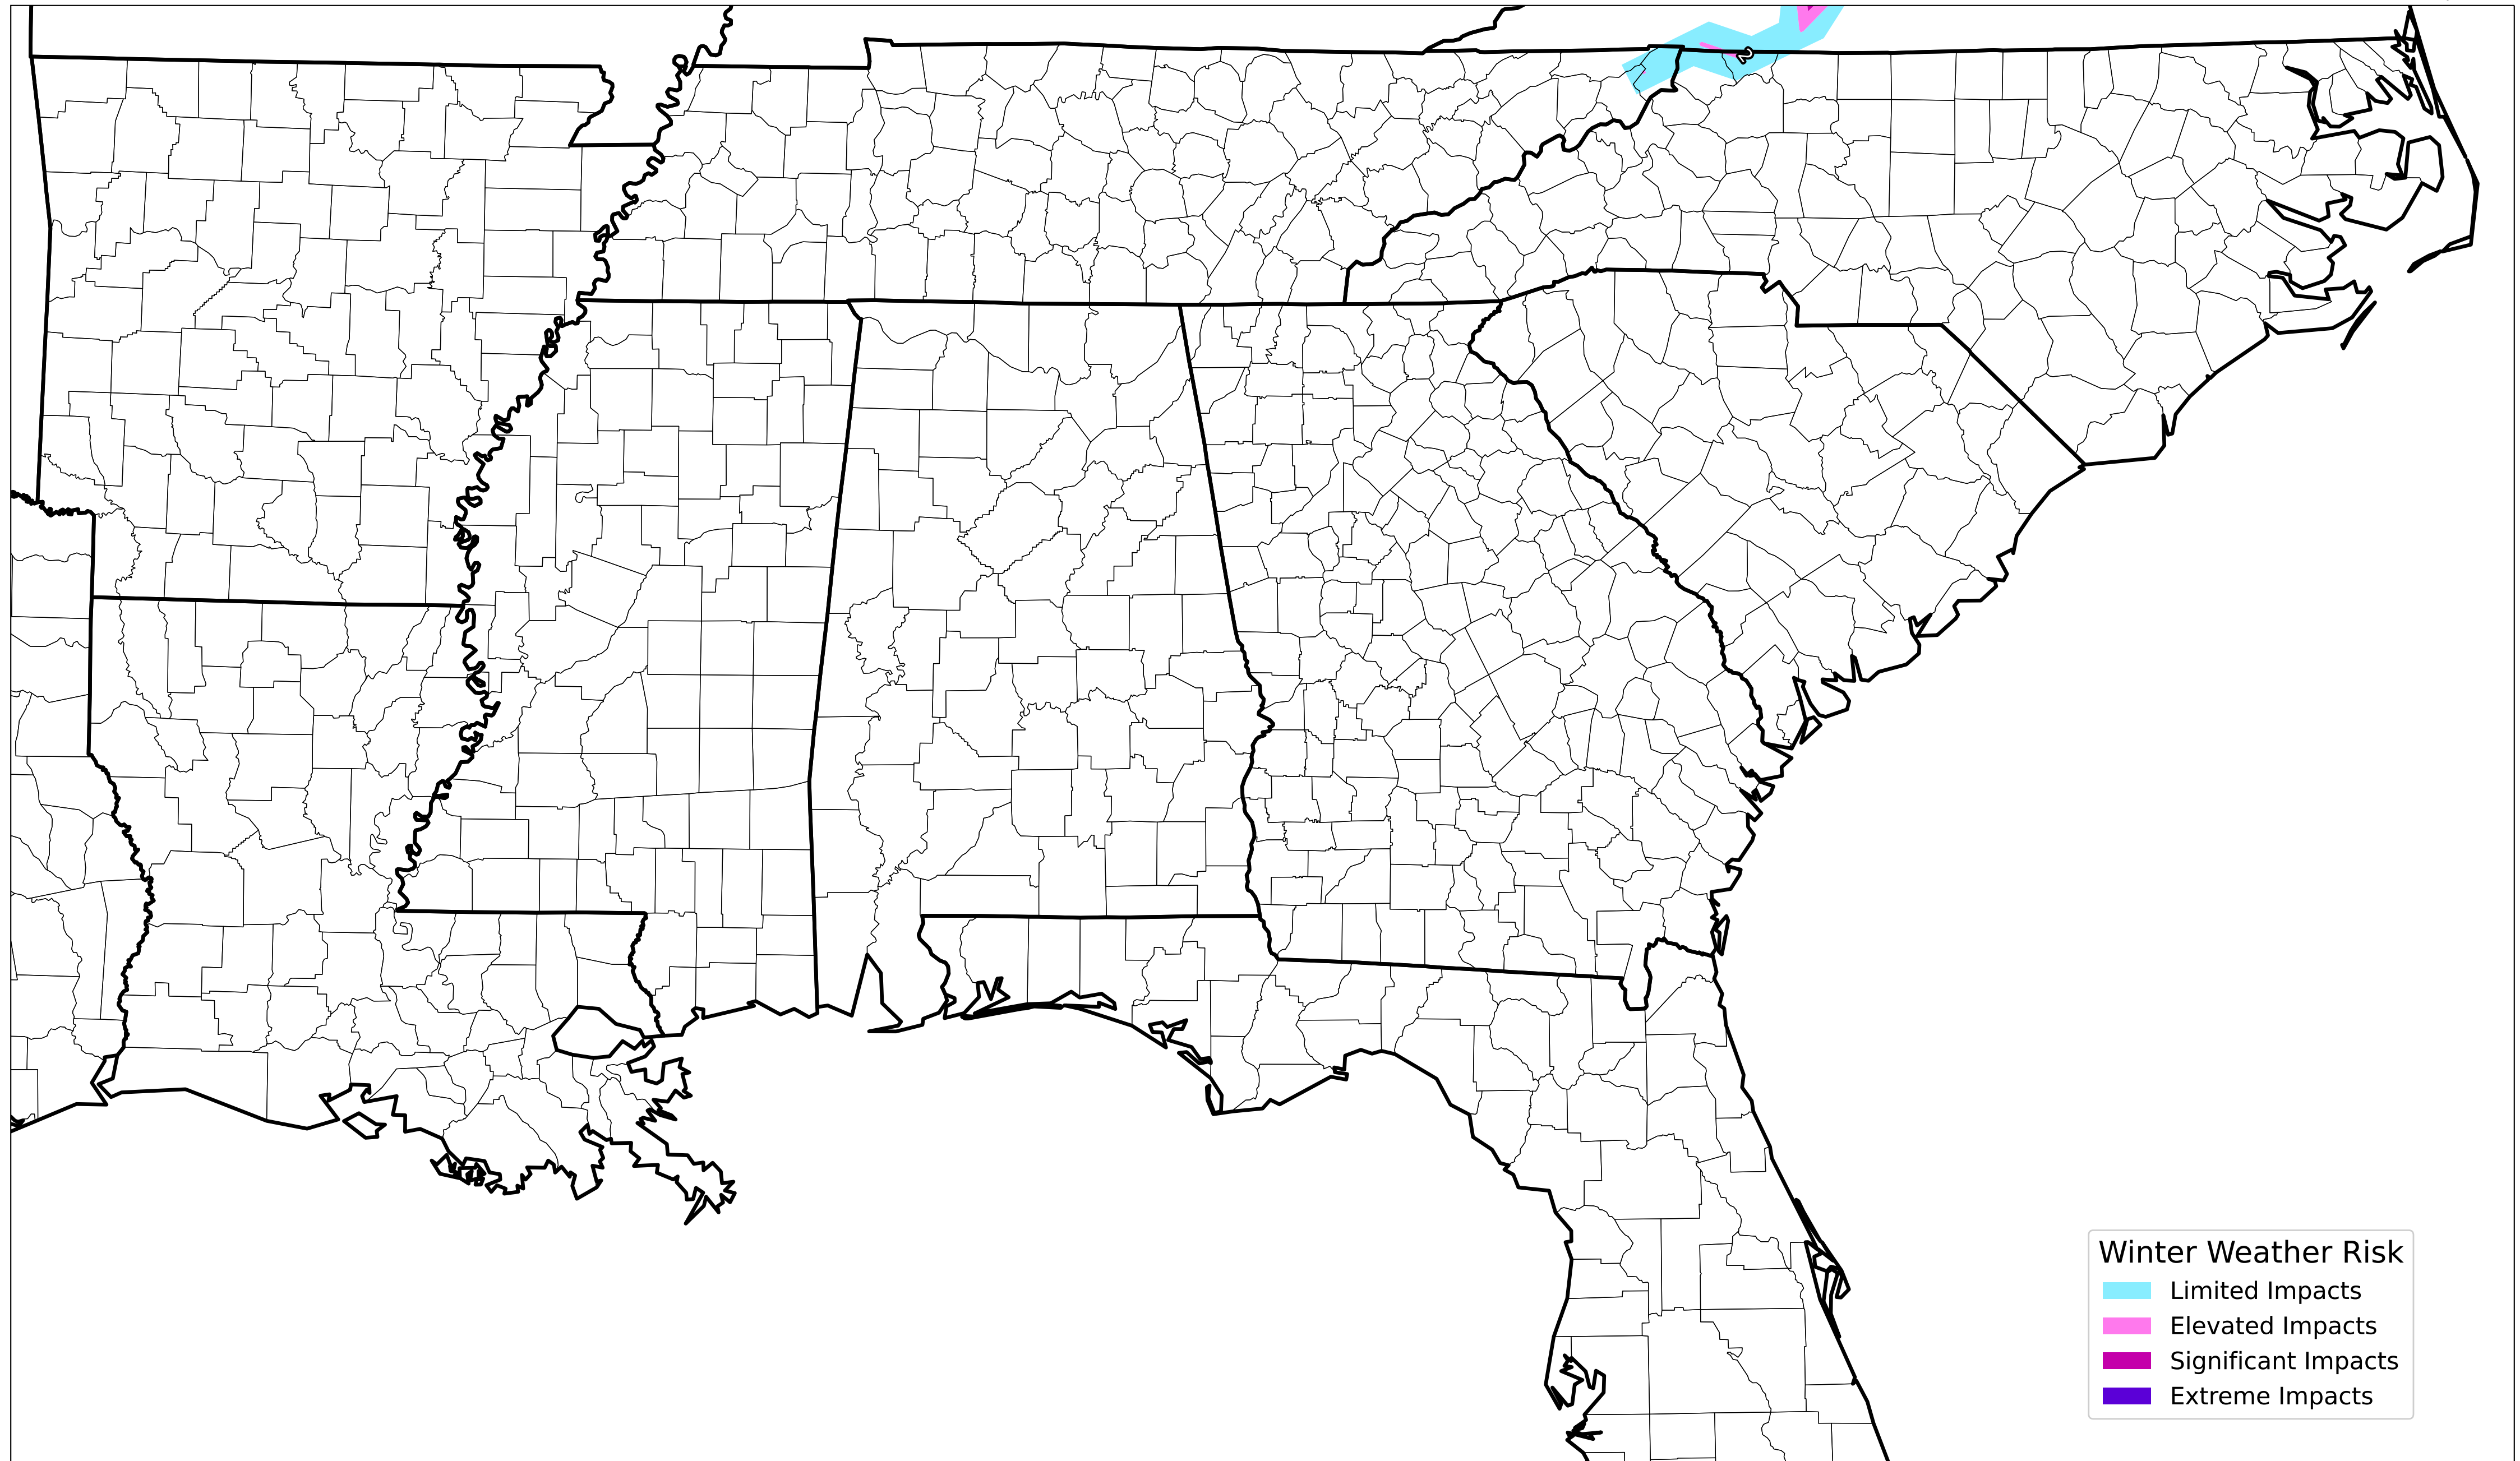 Winter Weather Risk
Limited Impacts
Elevated Impacts
Significant Impacts
Extreme Impacts